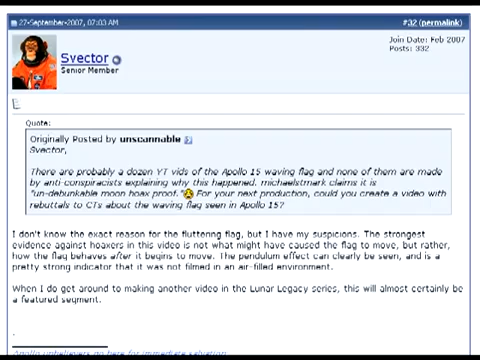 27-September-2007, 07:03 AM
#32 (permalink)
Svector
Senior Member
Join Date: Feb 2007
Posts: 332
Quote:
Originally Posted by unscannable
Svector,
There are probably a dozen YT vids of the Apollo 15 waving flag and none of them are made
by anti-conspiracists explaining why this happened. michaelstmark claims it is
"un-debunkable moon hoax proof." For your next production, could you create a video with
rebuttals to CTs about the waving flag seen in Apollo 15?
I don't know the exact reason for the fluttering flag, but I have my suspicions. The strongest
evidence against hoaxers in this video is not what might have caused the flag to move, but rather,
how the flag behaves after it begins to move. The pendulum effect can clearly be seen, and is a
pretty strong indicator that it was not filmed in an air-filled environment.
When I do get around to making another video in the Lunar Legacy series, this will almost certainly be
a featured segment.
.
Apollo unbelievers go here for immediate salvation